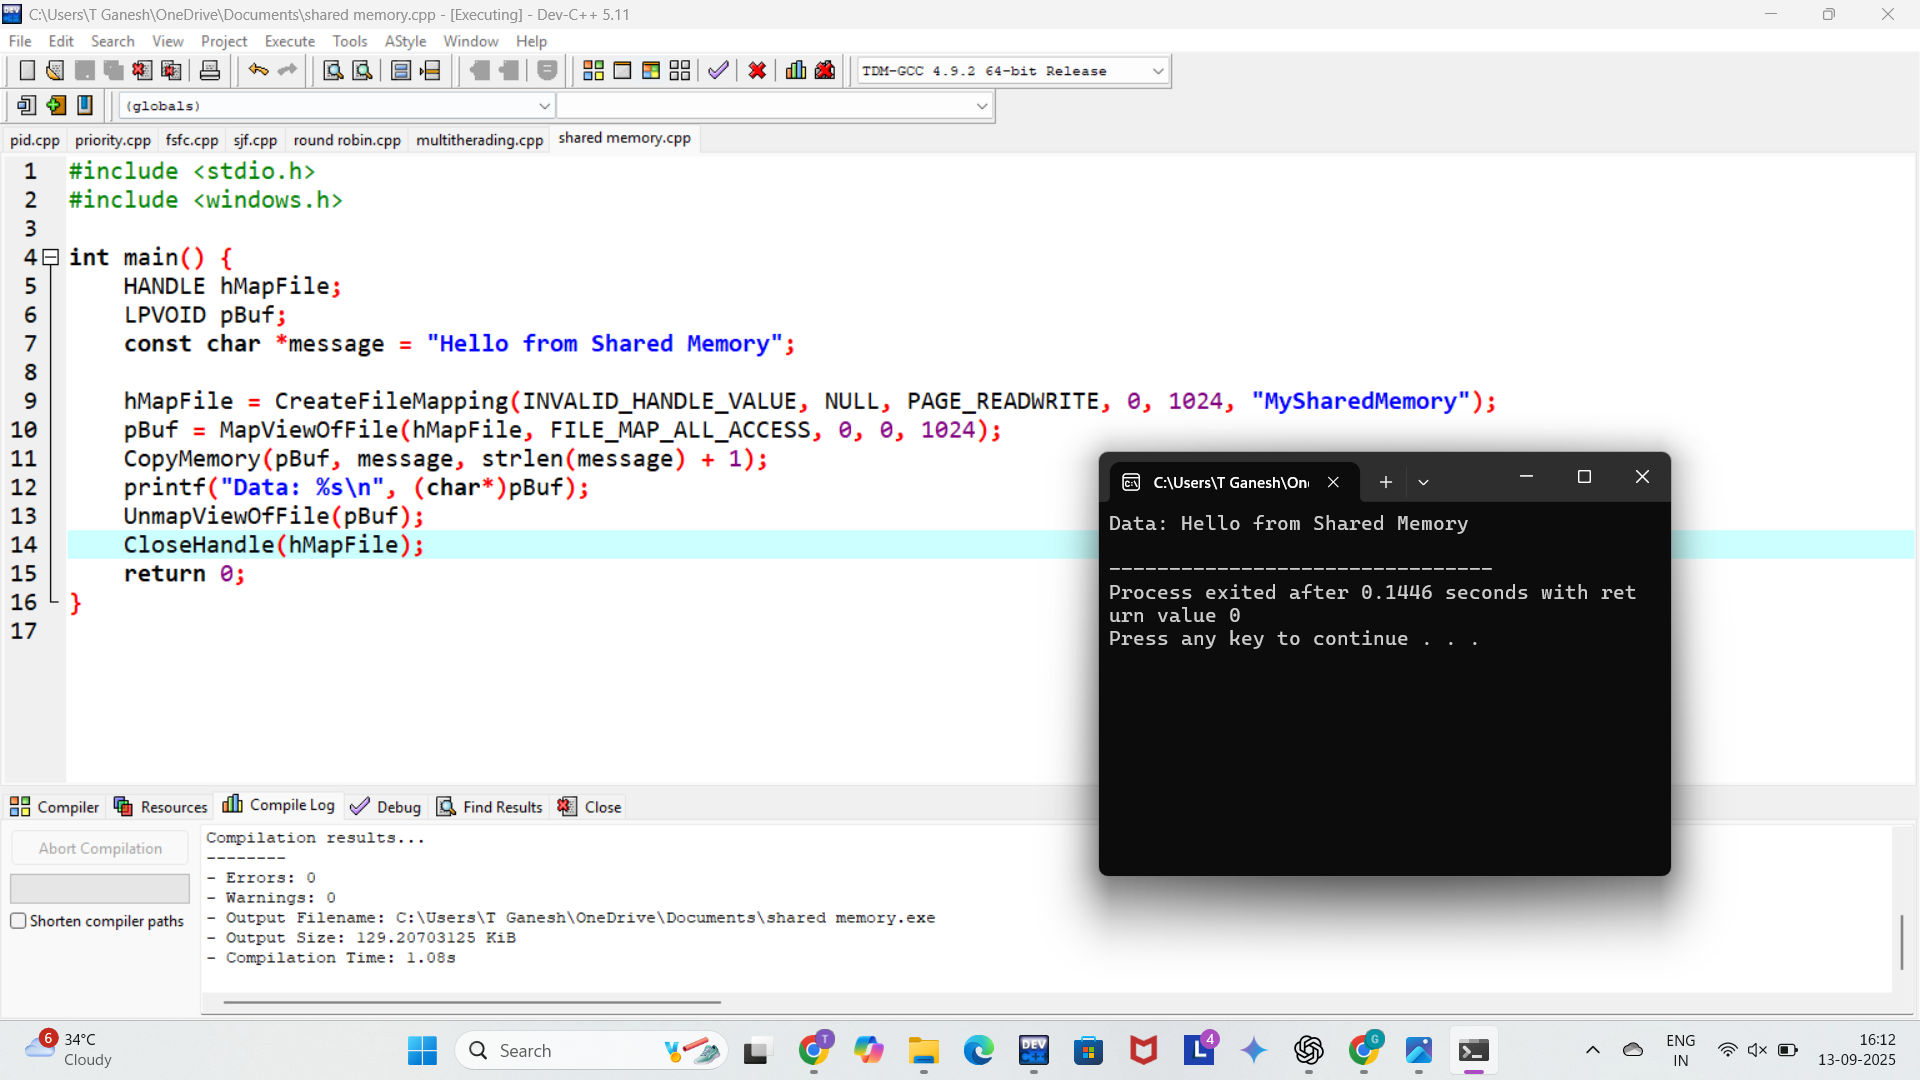 C:\Users\T Ganesh\OneDrive\Documents\shared memory.cpp - [Executing] - Dev-C++ 5.11
File Edit Search View Project Execute Tools AStyle Window Help
TDM-GCC 4.9.2 64-bit Release
(globals)
pid.cpp priority.cpp fsfc.cpp sjf.cpp round robin.cpp multitherading.cpp shared memory.cpp
1 #include <stdio.h>
2 #include <windows.h>
3
4 int main() {
5 HANDLE hMapFile;
6 LPVOID pBuf;
7 const char *message = "Hello from Shared Memory";
8
9 hMapFile = CreateFileMapping(INVALID_HANDLE_VALUE, NULL, PAGE_READWRITE, 0, 1024, "MySharedMemory");
10 pBuf = MapViewOfFile(hMapFile, FILE_MAP_ALL_ACCESS, 0, 0, 1024);
11 CopyMemory(pBuf, message, strlen(message) + 1);
12 printf("Data: %s\n", (char*)pBuf);
13 UnmapViewOfFile(pBuf);
14 CloseHandle(hMapFile);
15 return 0;
16 }
17
C:\Users\T Ganesh\On
Data: Hello from Shared Memory
--------------------------------
Process exited after 0.1446 seconds with ret
urn value 0
Press any key to continue . . .
Compiler Resources Compile Log Debug Find Results Close
Abort Compilation
Shorten compiler paths
Compilation results...
--------
- Errors: 0
- Warnings: 0
- Output Filename: C:\Users\T Ganesh\OneDrive\Documents\shared memory.exe
- Output Size: 129.20703125 KiB
- Compilation Time: 1.08s
6
34°C
Cloudy
Search
T
DEV
C++
L
4
G
ENG
IN
16:12
13-09-2025